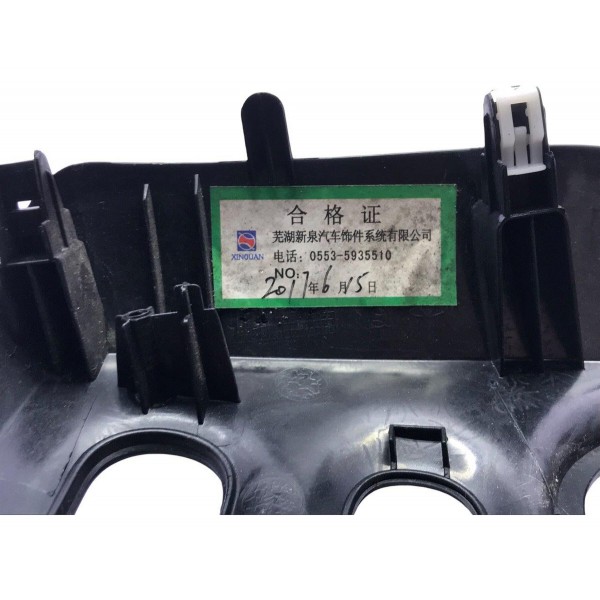 合格证
芜湖新泉汽车饰件系统有限公司
XINQUAN
电话：0553-5935510
NO：
2017年6月15日